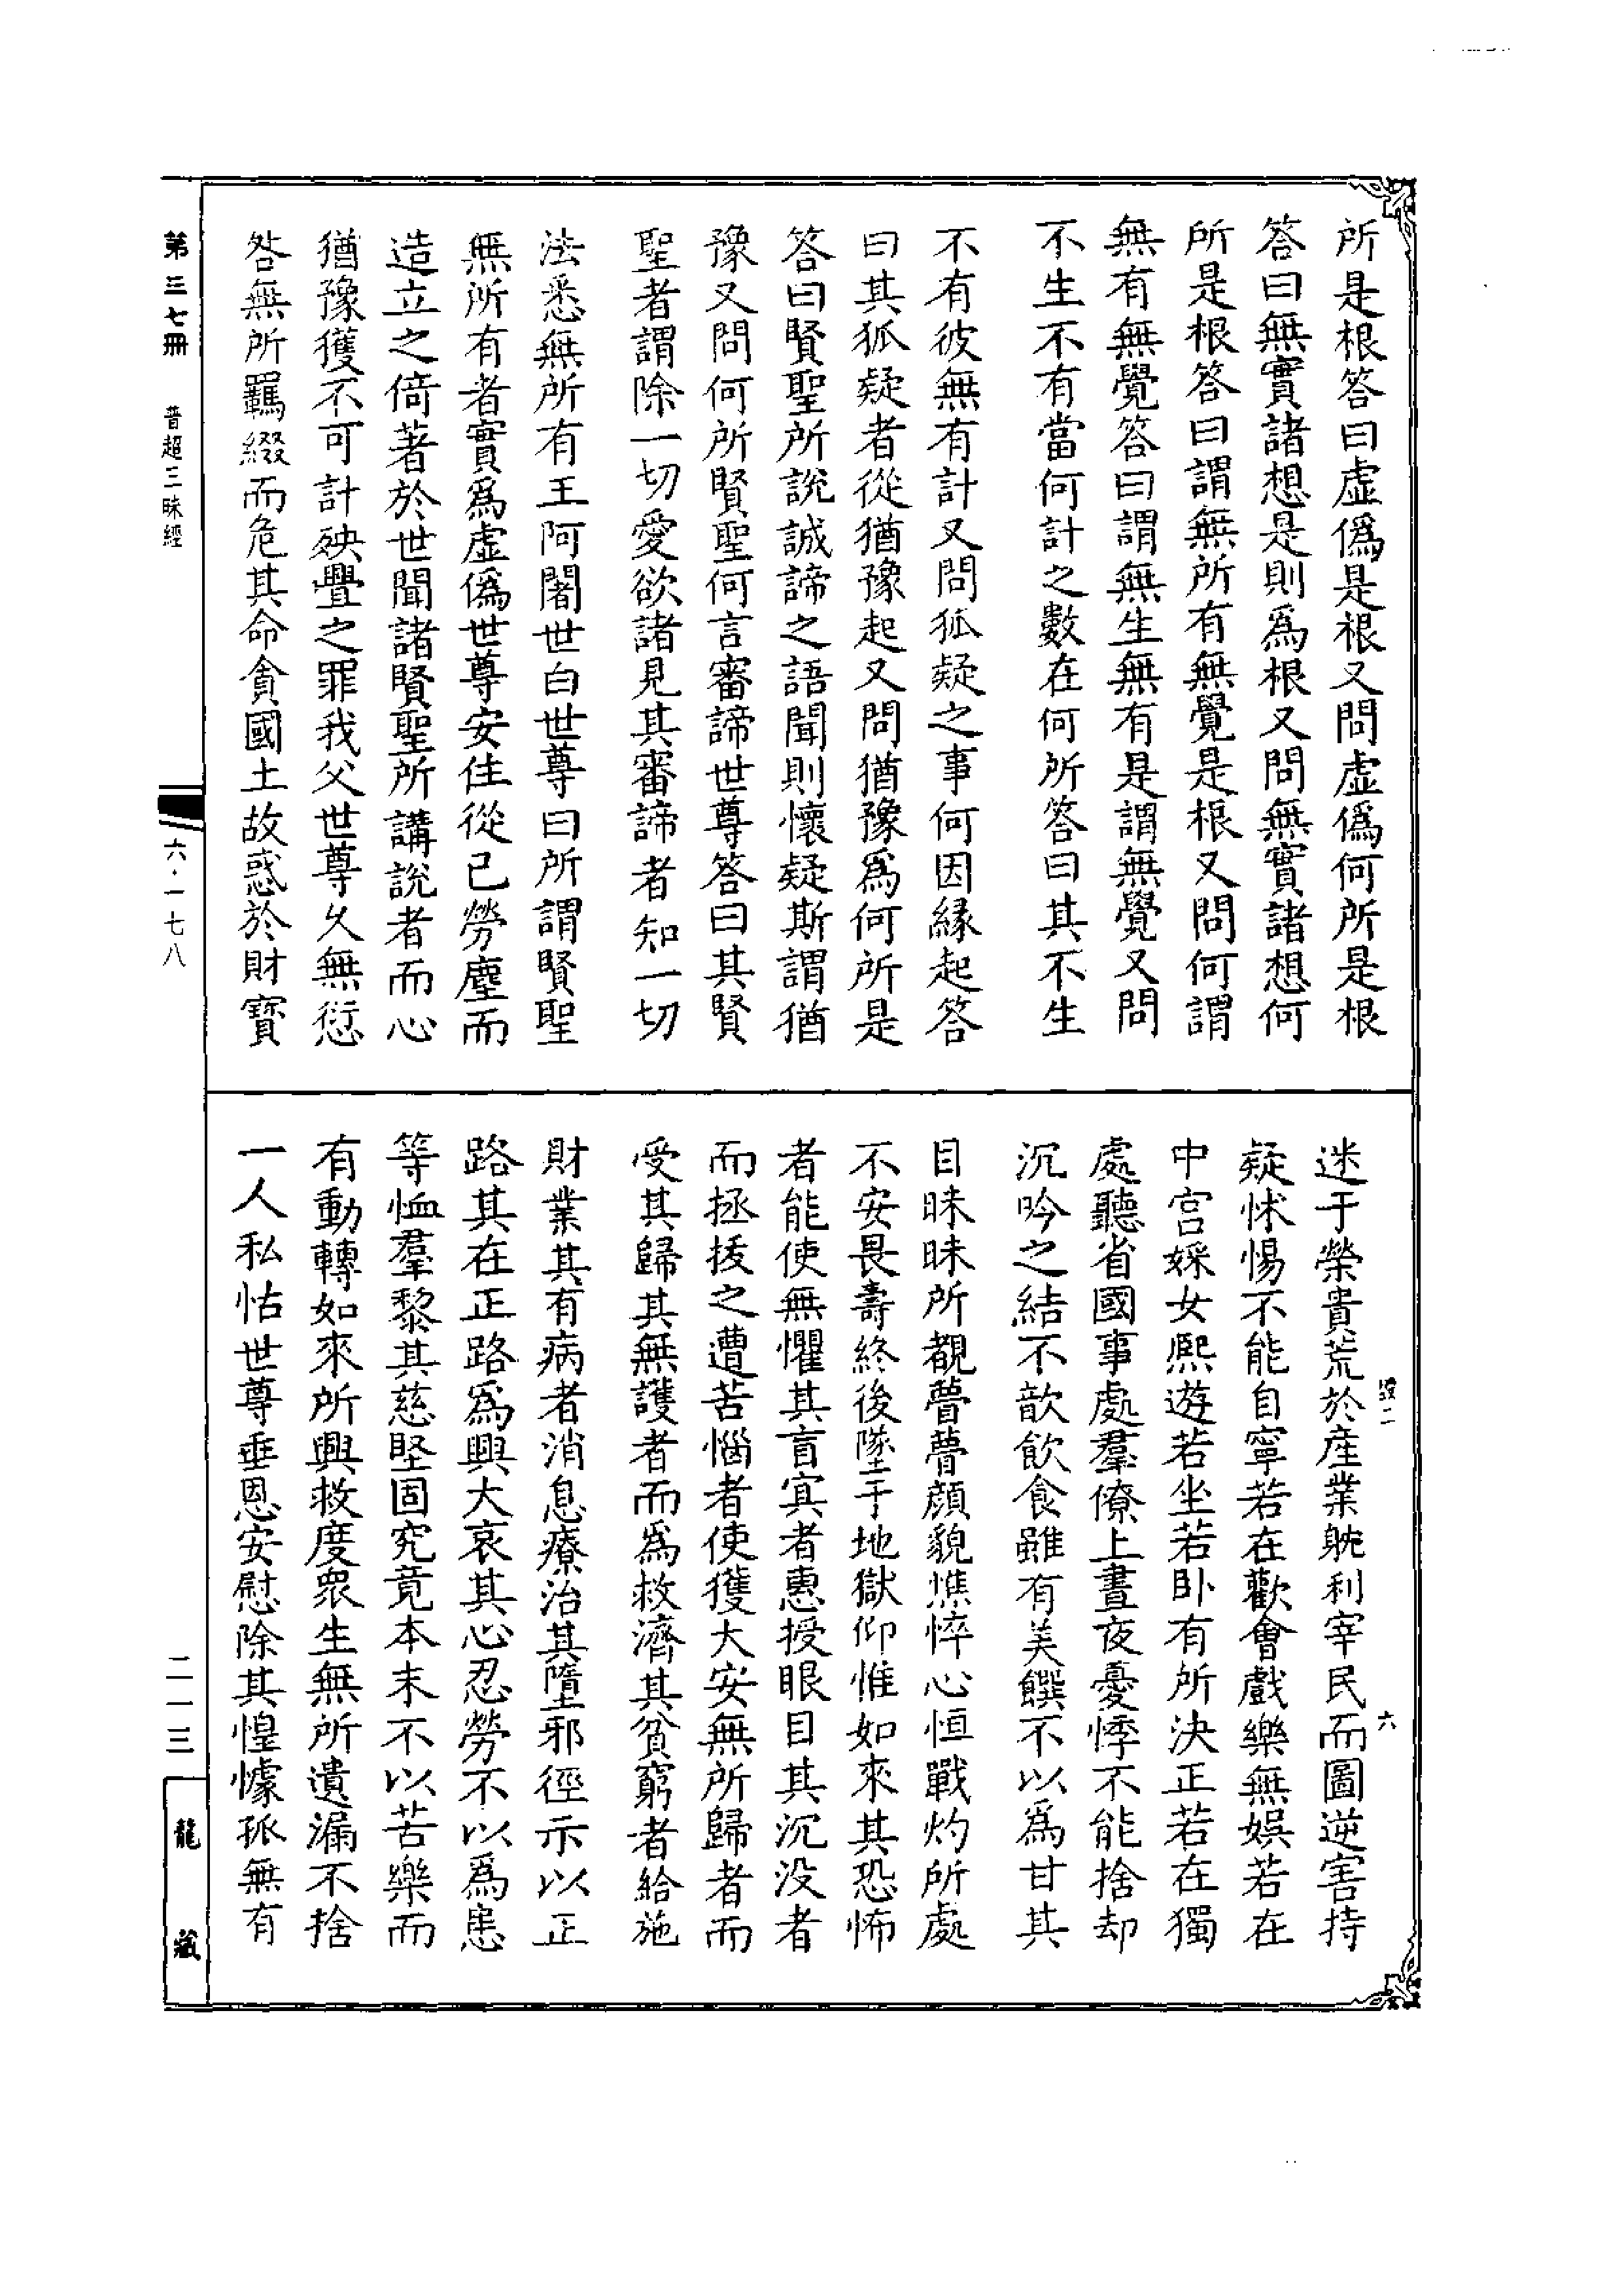 所是根答曰虛僞是根又問虛僞何所是根
答曰無實諸想是則爲根又問無實諸想何
所是根答曰謂無所有無覺是根又問何謂
無有無覺答曰謂無生無有是謂無覺又問
不生不有當何計之數在何所答曰其不生
不有彼無有計又問狐疑之事何因緣起答
曰其狐疑者從猶豫起又問猶豫爲何所是
答曰賢聖所說誠諦之語聞則懷疑斯謂猶
豫又問何所賢聖何言審諦世尊答曰其賢
聖者謂除一切愛欲諸見其審諦者知一切
法悉無所有王阿闍世白世尊曰所謂賢聖
無所有者實爲虛僞世尊安住從已勞塵而
造立之倚著於世聞諸賢聖所講說者而心
猶豫獲不可計殃舋之罪我父世尊久無愆
咎無所羈綴而危其命貪國土故惑於財寶
迷于榮貴荒於產業躭利宰民而圖逆害持
疑怵惕不能自寧若在歡會戲樂無娛若在
中宮婇女熙遊若坐若臥有所決正若在獨
處聽省國事處羣僚上晝夜憂悸不能捨却
沉吟之結不歆飲食雖有美饌不以爲甘其
目昧昧所覩瞢瞢顏貌憔悴心恒戰灼所處
不安畏壽終後墜于地獄仰惟如來其恐怖
者能使無懼其盲冥者惠授眼目其沉没者
而拯拔之遭苦惱者使獲大安無所歸者而
受其歸其無護者而爲救濟其貧窮者給施
財業其有病者消息療治其墮邪徑示以正
路其在正路爲興大哀其心忍勞不以爲患
等恤羣黎其慈堅固究竟本末不以苦樂而
有動轉如來所興救度衆生無所遺漏不捨
一人私怙世尊垂恩安慰除其惶懅孤無有
六
第三七冊 普超三昧經
六·一七八
二一三
龍藏